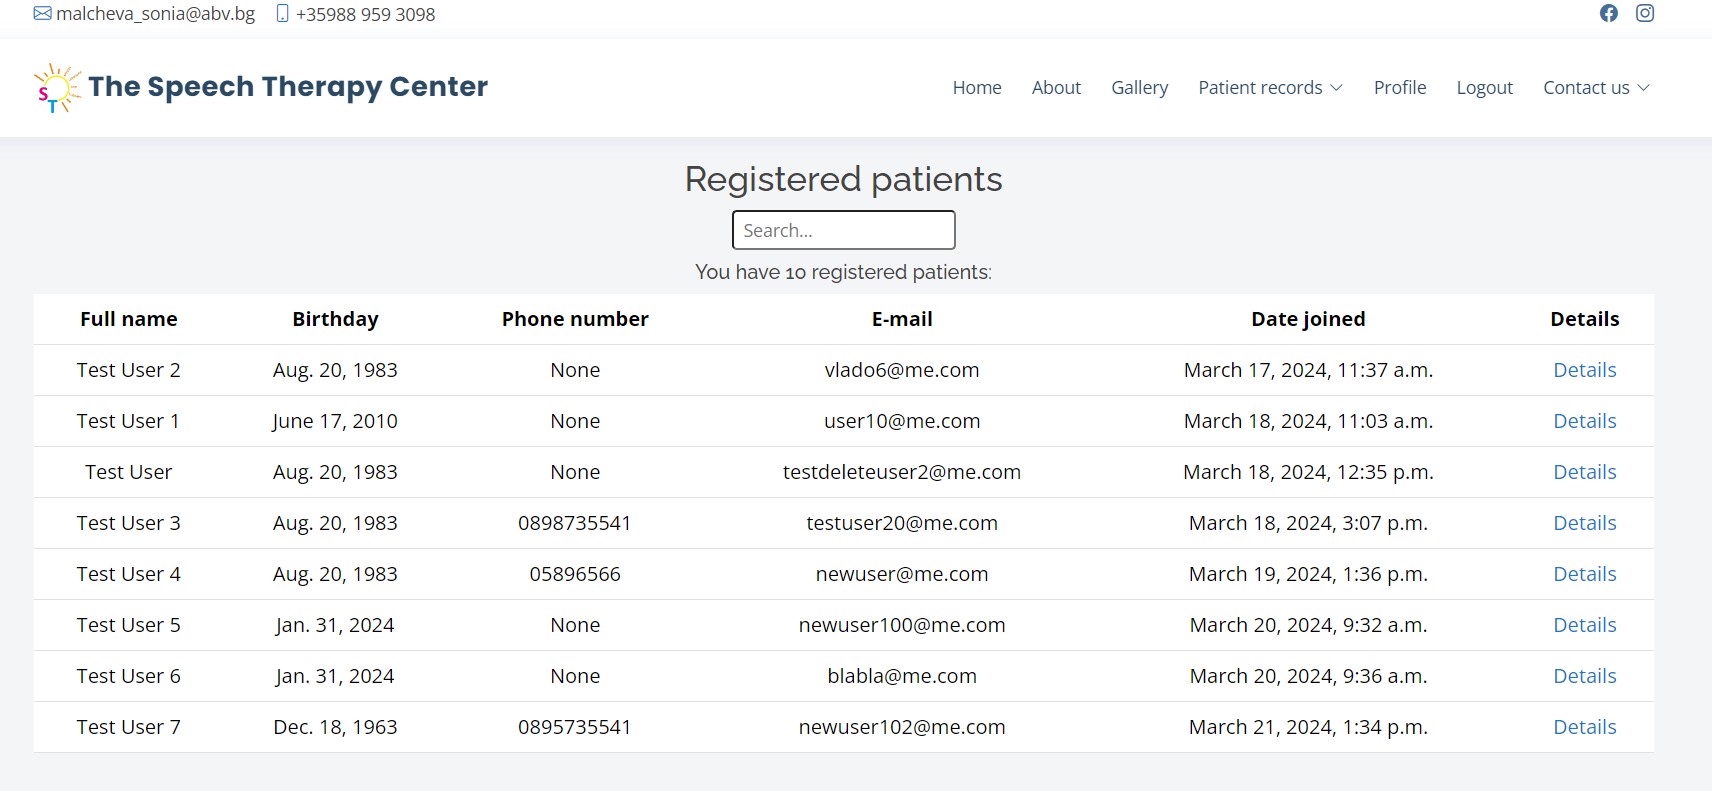 malcheva_sonia@abv.bg +35988 959 3098
ST The Speech Therapy Center Home About Gallery Patient records Profile Logout Contact us
Registered patients
Search...
You have 10 registered patients:
Full name Birthday Phone number E-mail Date joined Details
Test User 2 Aug. 20, 1983 None vlado6@me.com March 17, 2024, 11:37 a.m. Details
Test User 1 June 17, 2010 None user10@me.com March 18, 2024, 11:03 a.m. Details
Test User Aug. 20, 1983 None testdeleteuser2@me.com March 18, 2024, 12:35 p.m. Details
Test User 3 Aug. 20, 1983 0898735541 testuser20@me.com March 18, 2024, 3:07 p.m. Details
Test User 4 Aug. 20, 1983 05896566 newuser@me.com March 19, 2024, 1:36 p.m. Details
Test User 5 Jan. 31, 2024 None newuser100@me.com March 20, 2024, 9:32 a.m. Details
Test User 6 Jan. 31, 2024 None blabla@me.com March 20, 2024, 9:36 a.m. Details
Test User 7 Dec. 18, 1963 0895735541 newuser102@me.com March 21, 2024, 1:34 p.m. Details